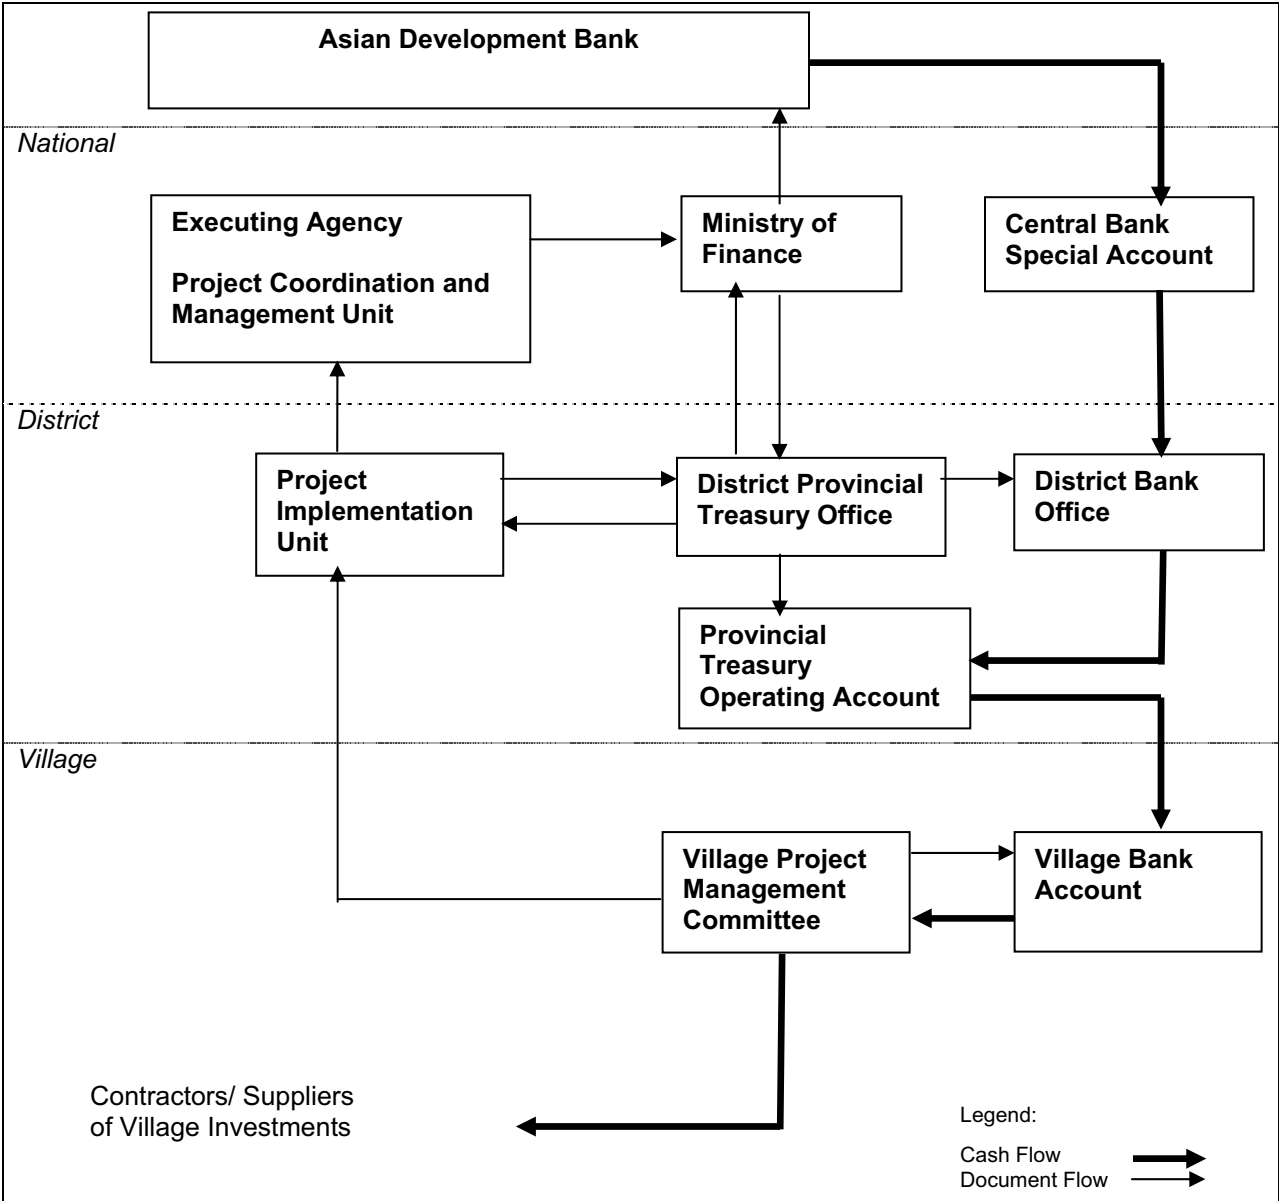 Asian Development Bank
National
Executing Agency
Project Coordination and
Management Unit
Ministry of
Finance
Central Bank
Special Account
District
Project
Implementation
Unit
District Provincial
Treasury Office
District Bank
Office
Provincial
Treasury
Operating Account
Village
Village Project
Management
Committee
Village Bank
Account
Contractors/ Suppliers
of Village Investments
Legend:
Cash Flow
Document Flow